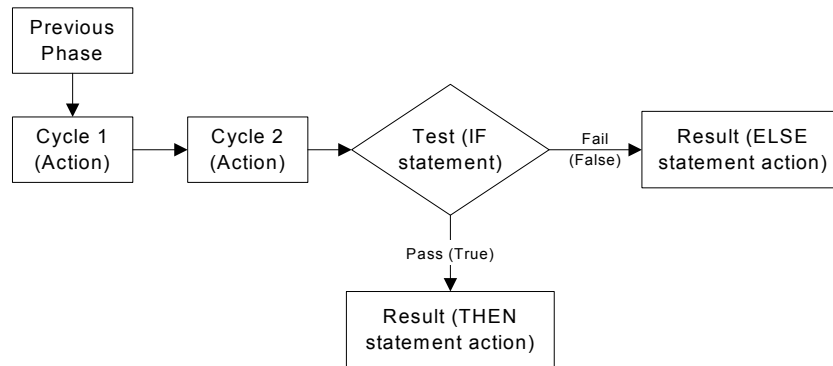 Previous
Phase
Cycle 1
(Action)
Cycle 2
(Action)
Test (IF
statement)
Fail
(False)
Result (ELSE
statement action)
Pass (True)
Result (THEN
statement action)